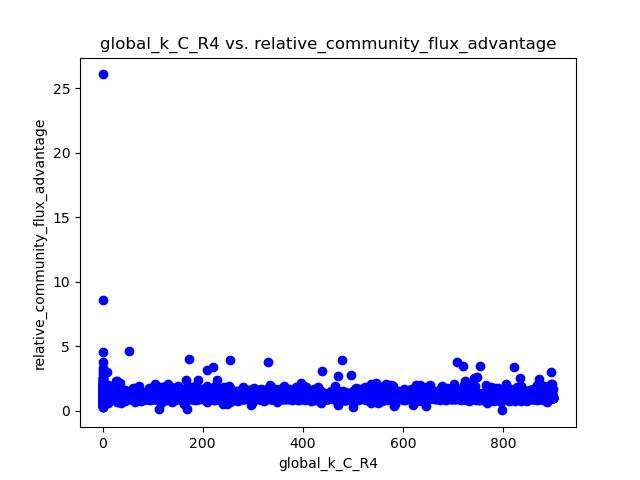 global_k_C_R4 vs. relative_community_flux_advantage
relative_community_flux_advantage
25
20
15
10
5
0
0 200 400 600 800
global_k_C_R4